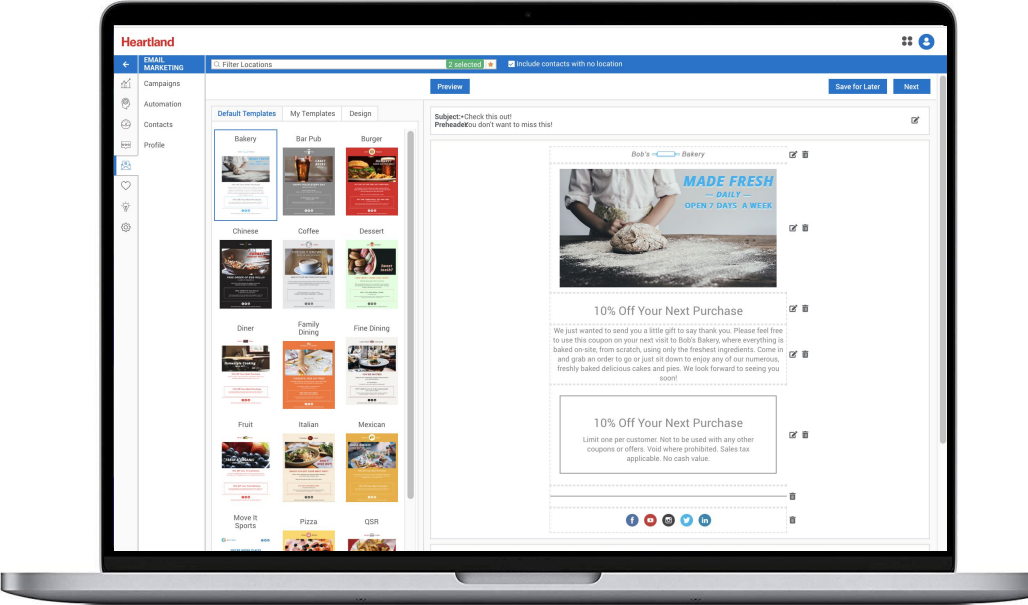 Heartland
EMAIL
MARKETING
Filter Locations
2 selected
Include contacts with no location
Campaigns
Automation
Contacts
Profile
Preview
Save for Later
Next
Default Templates
My Templates
Design
Subject:*Check this out!
Preheader:You don't want to miss this!
Bakery
Bar Pub
Burger
Chinese
Coffee
Dessert
Diner
Family
Dining
Fine Dining
Fruit
Italian
Mexican
Move It
Sports
Pizza
QSR
Bob's
Bakery
MADE FRESH
— DAILY —
OPEN 7 DAYS A WEEK
10% Off Your Next Purchase
We just wanted to send you a little gift to say thank you. Please feel free
to use this coupon on your next visit to Bob's Bakery, where everything is
baked on-site, from scratch, using only the freshest ingredients. Come in
and grab an order to go or just sit down to enjoy any of our numerous,
freshly baked delicious cakes and pies. We look forward to seeing you
soon!
10% Off Your Next Purchase
Limit one per customer. Not to be used with any other
coupons or offers. Void where prohibited. Sales tax
applicable. No cash value.